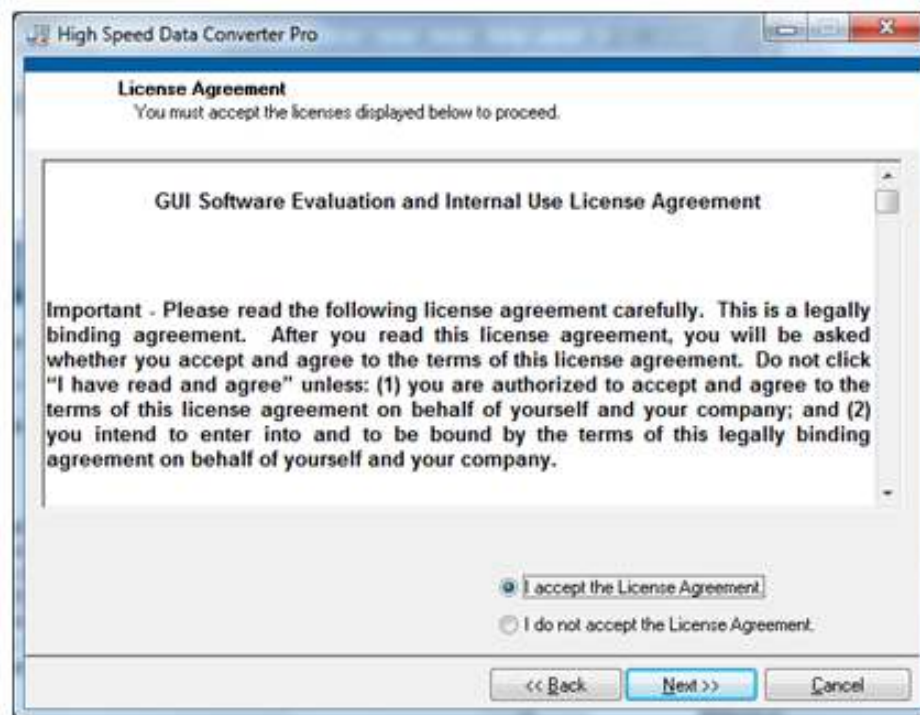 High Speed Data Converter Pro
License Agreement
You must accept the licenses displayed below to proceed.
GUI Software Evaluation and Internal Use License Agreement
Important - Please read the following license agreement carefully. This is a legally
binding agreement. After you read this license agreement, you will be asked
whether you accept and agree to the terms of this license agreement. Do not click
"I have read and agree" unless: (1) you are authorized to accept and agree to the
terms of this license agreement on behalf of yourself and your company; and (2)
you intend to enter into and to be bound by the terms of this legally binding
agreement on behalf of yourself and your company.
I accept the License Agreement.
I do not accept the License Agreement.
<< Back Next >> Cancel